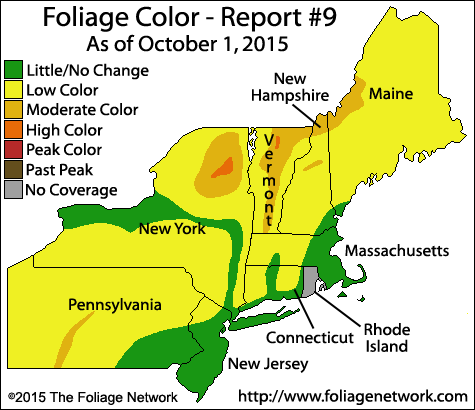 Foliage Color - Report #9
As of October 1, 2015
Little/No Change
Low Color
Moderate Color
High Color
Peak Color
Past Peak
No Coverage
New
Hampshire
Maine
Vermont
New York
Massachusetts
Pennsylvania
Connecticut
Rhode
Island
New Jersey
©2015 The Foliage Network
http://www.foliagenetwork.com